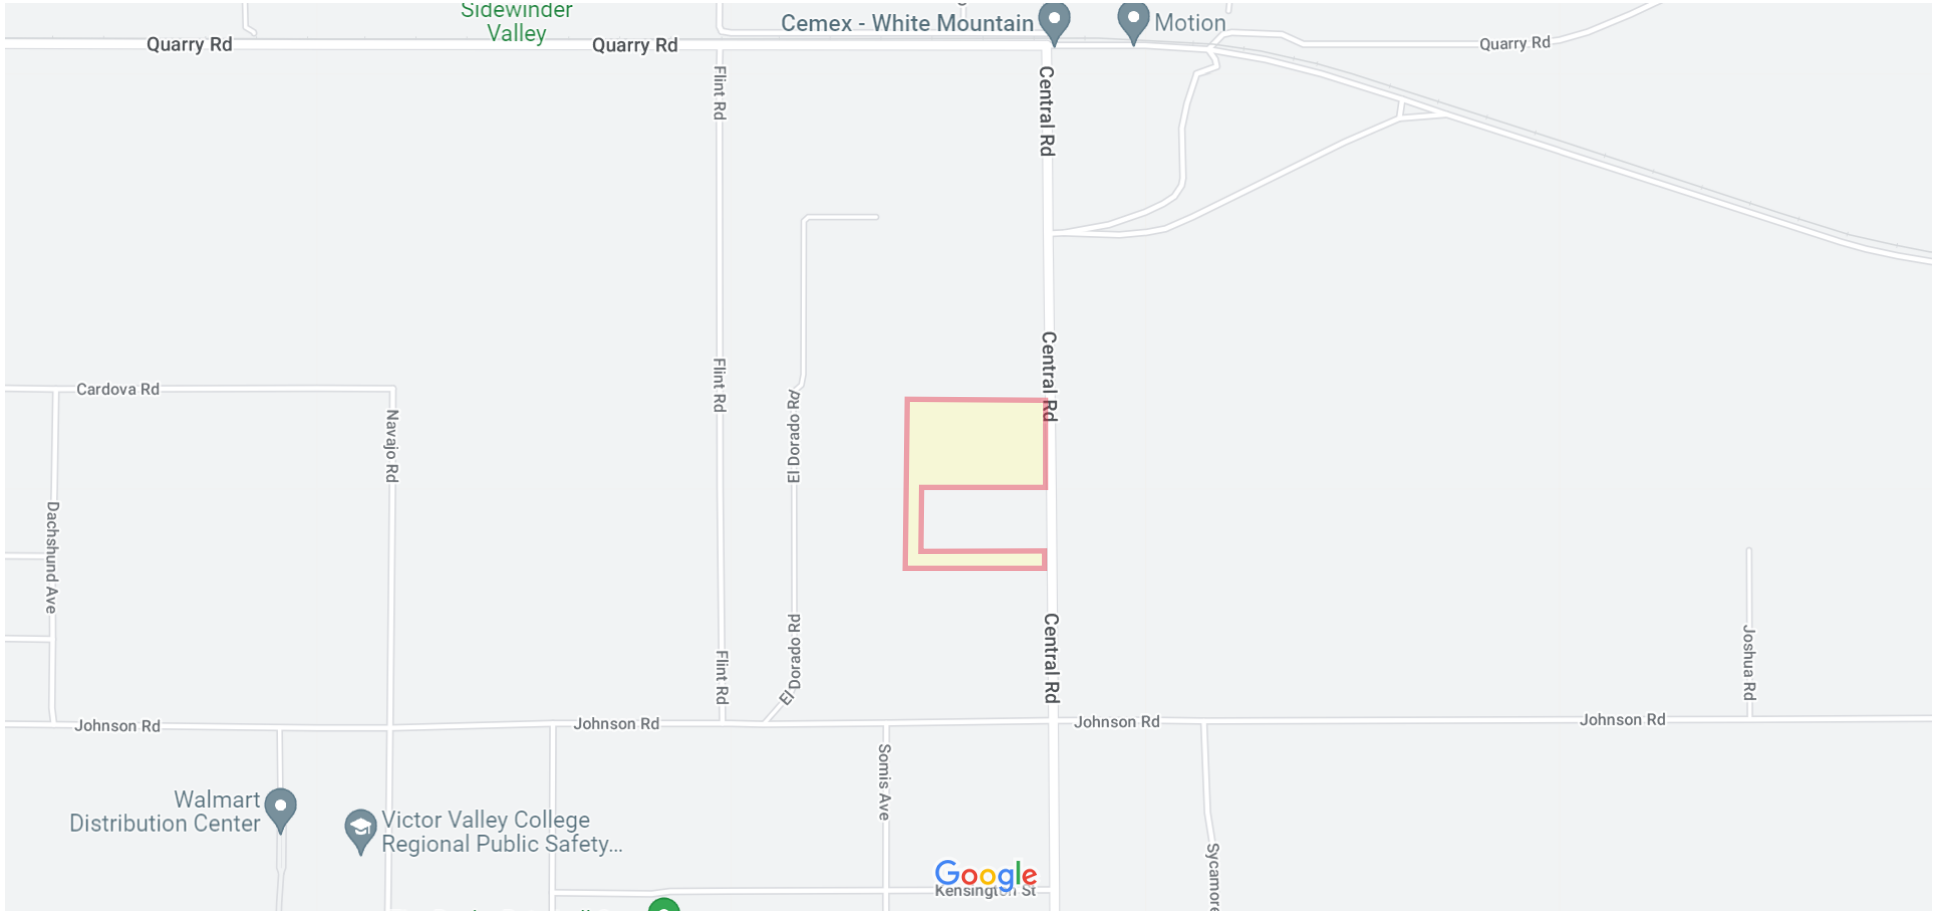 Sidewinder
Valley
Cemex - White Mountain
Motion
Quarry Rd
Quarry Rd
Quarry Rd
Flint Rd
Central Rd
Central Rd
Flint Rd
Cardova Rd
Navajo Rd
El Dorado Rd
Dachshund Ave
El Dorado Rd
Flint Rd
Central Rd
Joshua Rd
Johnson Rd
Johnson Rd
Johnson Rd
Johnson Rd
Somis Ave
Walmart
Distribution Center
Victor Valley College
Regional Public Safety...
Sycamore
Google
Kensington St